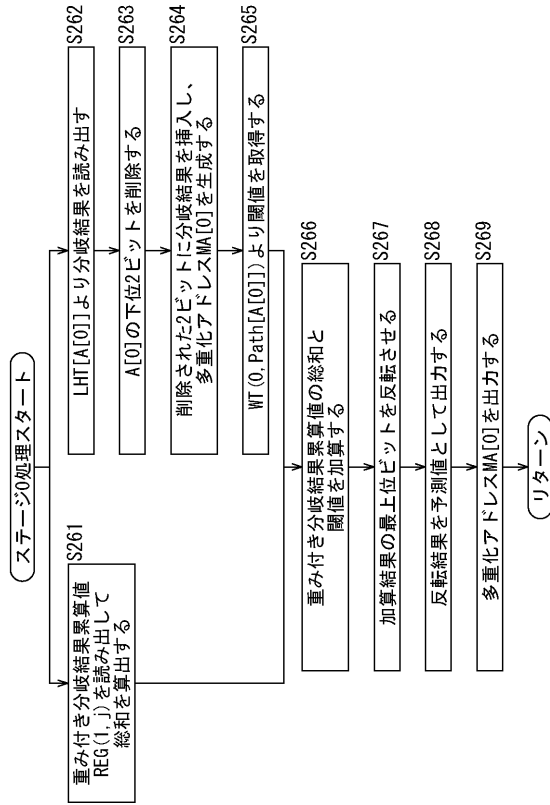 ステージ0処理スタート
S261
重み付き分岐結果累算値
REG(1,j)を読み出して
総和を算出する
S262
LHT[A[0]]より分岐結果を読み出す
S263
A[0]の下位2ビットを削除する
S264
削除された2ビットに分岐結果を挿入し、
多重化アドレスMA[0]を生成する
S265
WT(0,Path[A[0]])より閾値を取得する
S266
重み付き分岐結果累算値の総和と
閾値を加算する
S267
加算結果の最上位ビットを反転させる
S268
反転結果を予測値として出力する
S269
多重化アドレスMA[0]を出力する
リターン